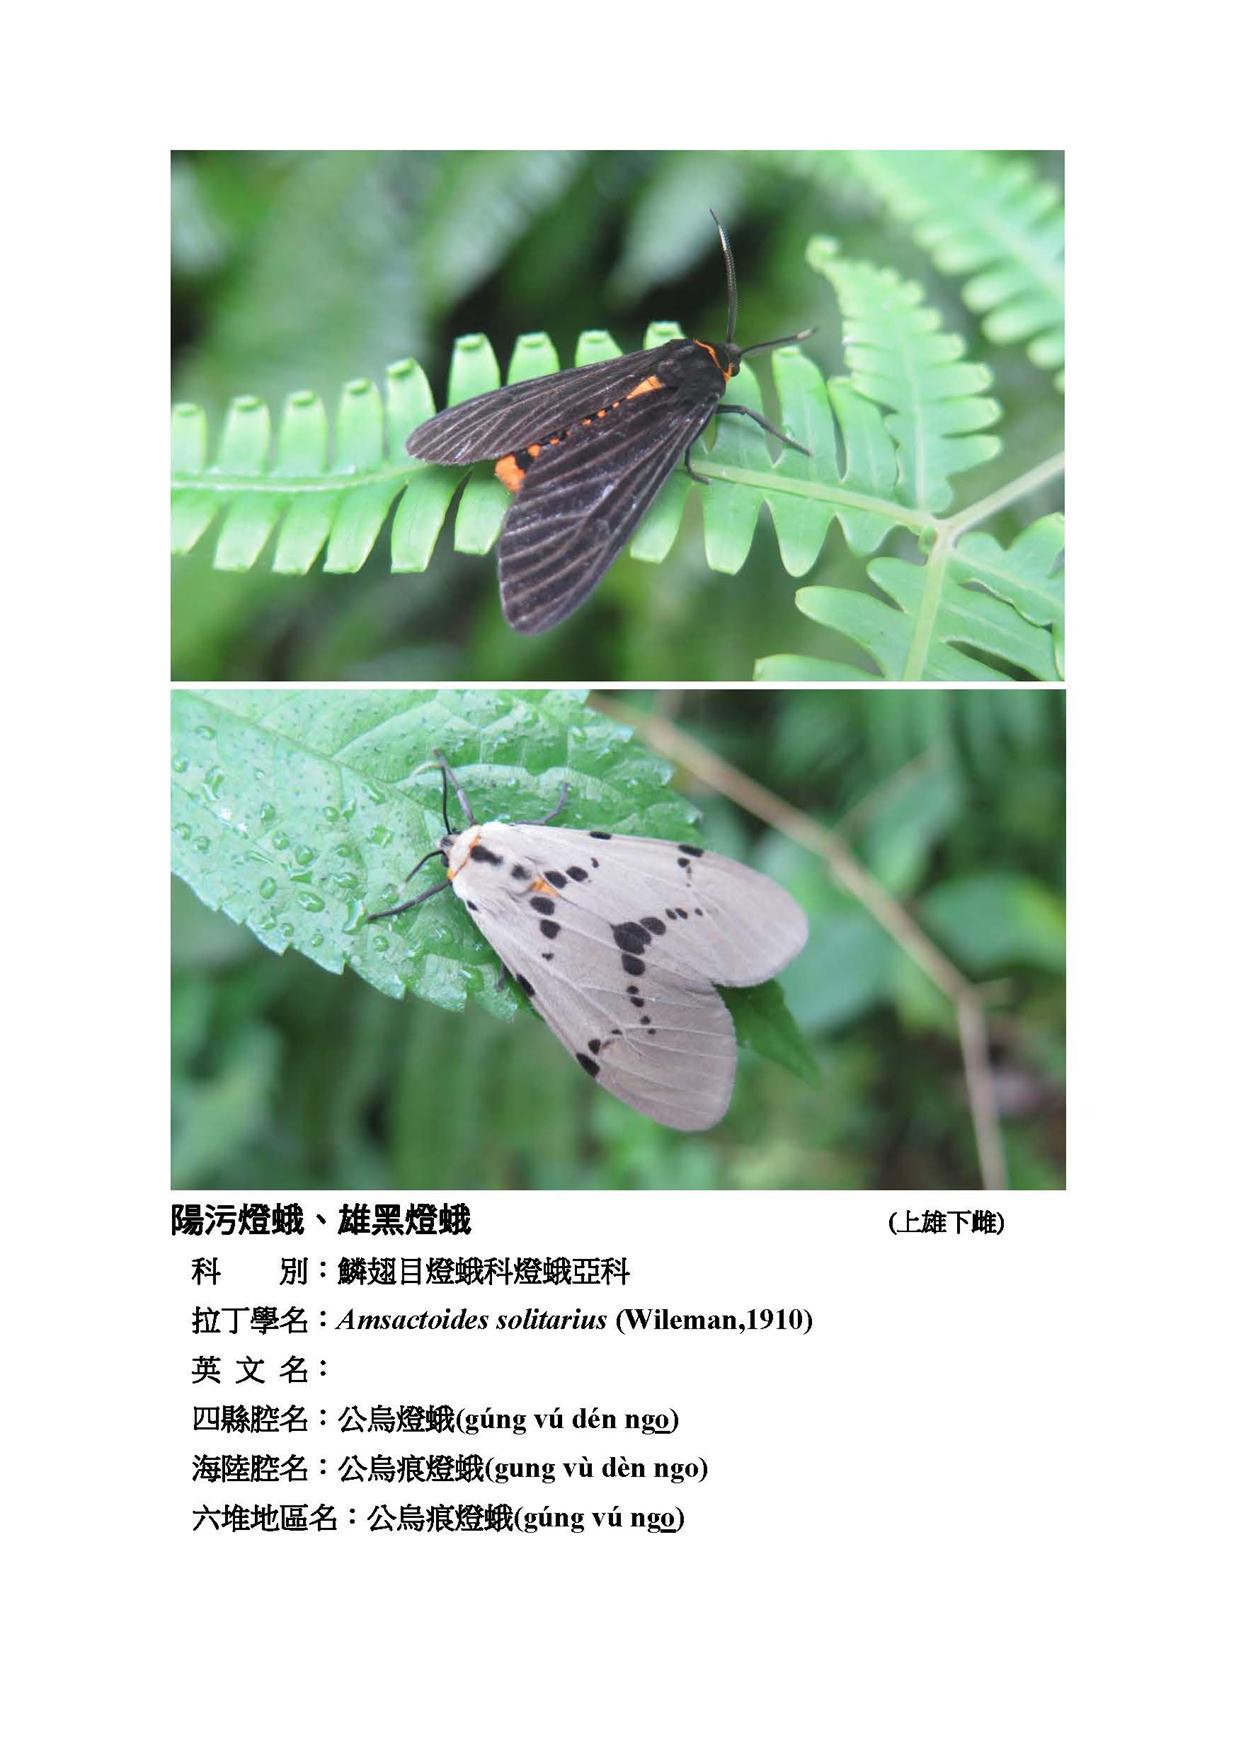 陽污燈蛾、雄黑燈蛾 (上雄下雌)
科 別：鱗翅目燈蛾科燈蛾亞科
拉丁學名：Amsactoides solitarius (Wileman,1910)
英 文 名：
四縣腔名：公烏燈蛾(gúng vú dén ngo)
海陸腔名：公烏痕燈蛾(gung vù dèn ngo)
六堆地區名：公烏痕燈蛾(gúng vú ngo)